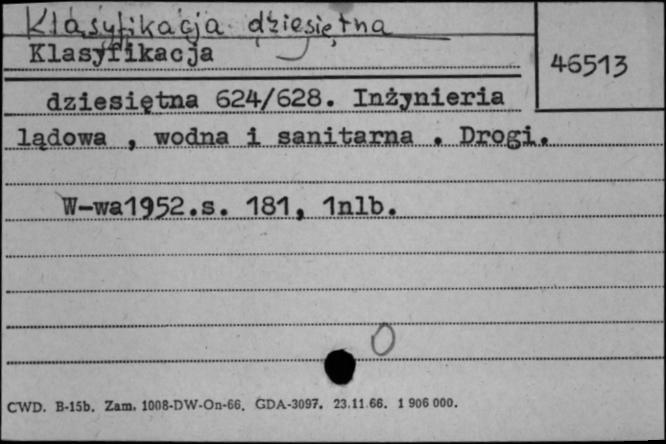 Klasyfikacja dziesiętna
Klasyfikacja
46513
dziesiętna 624/628. Inżynieria
lądowa , wodna i sanitarna . Drogi.
W-wa1952.s. 181, 1nlb.
0
CWD. B-15b. Zam. 1008-DW-On-66. GDA-3097. 23.11.66. 1 906 000.